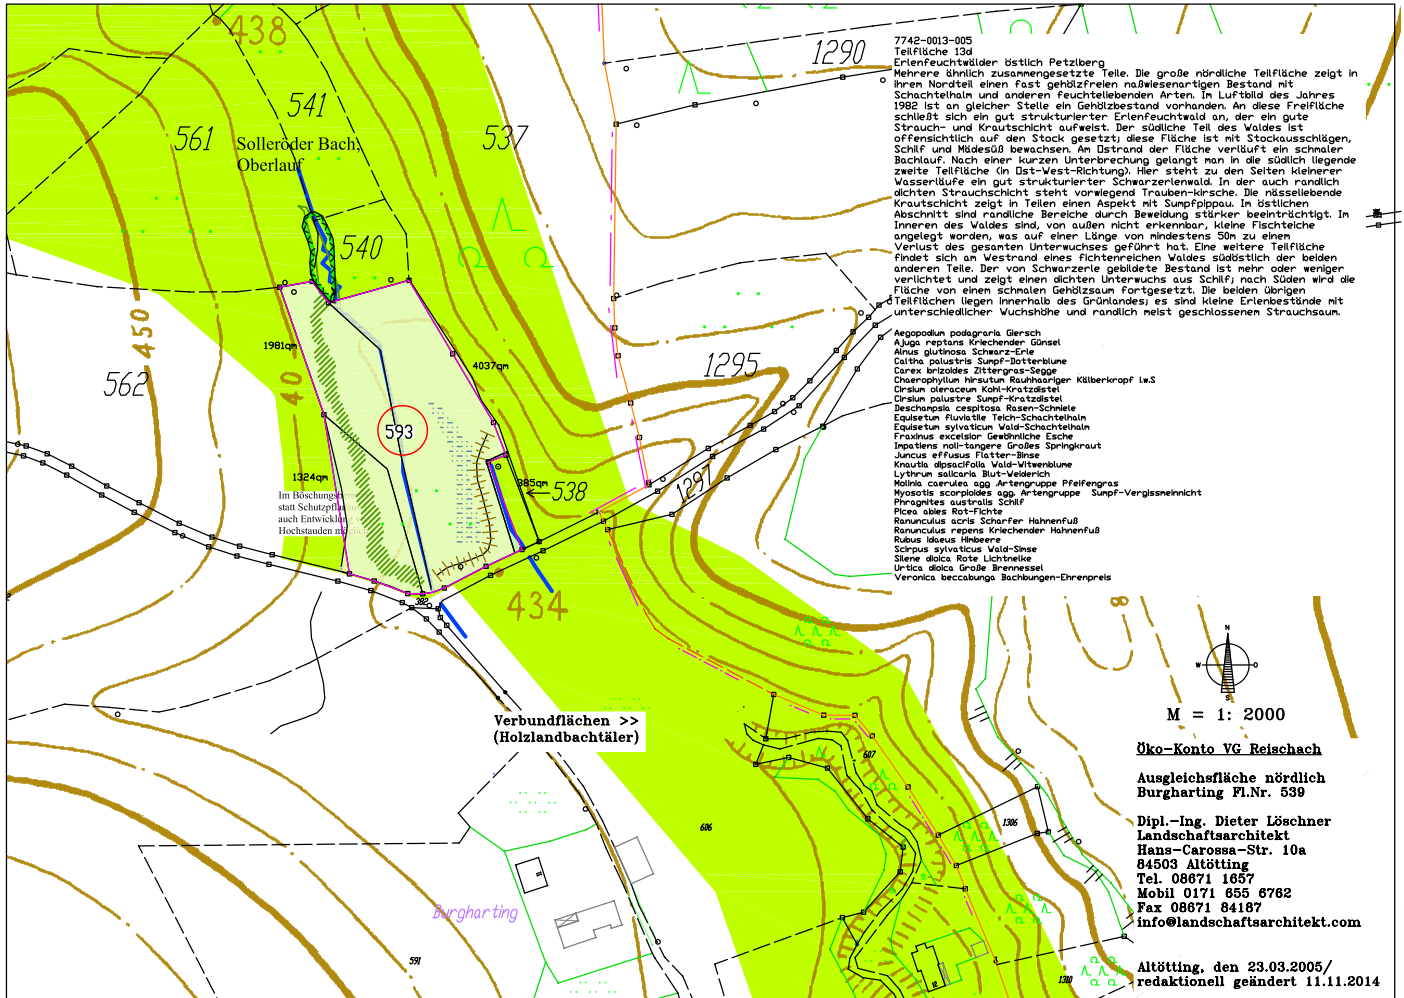 438
541
561
Solleröder Bach,
Oberlauf
537
540
1290
450
562
40
1981qm
4037qm
593
1295
1324qm
385qm
538
1297
Im Böschungs
statt Schutzpfla
auch Entwicklung
Hochstauden
382
434
8
Verbundflächen >>
(Holzlandbachtäler)
607
606
1306
1310
591
Burgharting
11
12
7742-0013-005
Teilfläche 13d
Erlenfeuchtwälder östlich Petzlberg
Mehrere ähnlich zusammengesetzte Teile. Die große nördliche Teilfläche zeigt in
ihrem Nordteil einen fast gehölzfreien naßwiesenartigen Bestand mit
Schachtelhalm und anderen feuchteliebenden Arten. Im Luftbild des Jahres
1982 ist an gleicher Stelle ein Gehölzbestand vorhanden. An diese Freifläche
schließt sich ein gut strukturierter Erlenfeuchtwald an, der ein gute
Strauch- und Krautschicht aufweist. Der südliche Teil des Waldes ist
offensichtlich auf den Stock gesetzt; diese Fläche ist mit Stockausschlägen,
Schilf und Mädesüß bewachsen. Am Ostrand der Fläche verläuft ein schmaler
Bachlauf. Nach einer kurzen Unterbrechung gelangt man in die südlich liegende
zweite Teilfläche (in Ost-West-Richtung). Hier steht zu den Seiten kleinerer
Wasserläufe ein gut strukturierter Schwarzerlenwald. In der auch randlich
dichten Strauchschicht steht vorwiegend Trauben-kirsche. Die nässeliebende
Krautschicht zeigt in Teilen einen Aspekt mit Sumpfpippau. Im östlichen
Abschnitt sind randliche Bereiche durch Beweidung stärker beeinträchtigt. Im
Inneren des Waldes sind, von außen nicht erkennbar, kleine Fischteiche
angelegt worden, was auf einer Länge von mindestens 50m zu einem
Verlust des gesamten Unterwuchses geführt hat. Eine weitere Teilfläche
findet sich am Westrand eines fichtenreichen Waldes südöstlich der beiden
anderen Teile. Der von Schwarzerle gebildete Bestand ist mehr oder weniger
verlichtet und zeigt einen dichten Unterwuchs aus Schilf; nach Süden wird die
Fläche von einem schmalen Gehölzsaum fortgesetzt. Die beiden übrigen
Teilflächen liegen innerhalb des Grünlandes; es sind kleine Erlenbestände mit
unterschiedlicher Wuchshöhe und randlich meist geschlossenem Strauchsaum.
Aegopodium podagraria Giersch
Ajuga reptans Kriechender Günsel
Alnus glutinosa Schwarz-Erle
Caltha palustris Sumpf-Dotterblume
Carex brizoides Zittergras-Segge
Chaerophyllum hirsutum Rauhhaariger Kälberkropf i.w.S
Cirsium oleraceum Kohl-Kratzdistel
Cirsium palustre Sumpf-Kratzdistel
Deschampsia cespitosa Rasen-Schmiele
Equisetum fluviatile Teich-Schachtelhalm
Equisetum sylvaticum Wald-Schachtelhalm
Fraxinus excelsior Gewöhnliche Esche
Impatiens noli-tangere Großes Springkraut
Juncus effusus Flatter-Binse
Knautia dipsacifolia Wald-Witwenblume
Lythrum salicaria Blut-Weiderich
Molinia caerulea agg. Artengruppe Pfeifengras
Myosotis scorpioides agg. Artengruppe Sumpf-Vergissmeinnicht
Phragmites australis Schilf
Picea abies Rot-Fichte
Ranunculus acris Scharfer Hahnenfuß
Ranunculus repens Kriechender Hahnenfuß
Rubus idaeus Himbeere
Scirpus sylvaticus Wald-Simse
Silene dioica Rote Lichtnelke
Urtica dioica Große Brennessel
Veronica beccabunga Bachbungen-Ehrenpreis
N
W O
S
M = 1: 2000
Öko-Konto VG Reischach
Ausgleichsfläche nördlich
Burgharting Fl.Nr. 539
Dipl.-Ing. Dieter Löschner
Landschaftsarchitekt
Hans-Carossa-Str. 10a
84503 Altötting
Tel. 08671 1657
Mobil 0171 655 6762
Fax 08671 84187
info@landschaftsarchitekt.com
Altötting, den 23.03.2005/
redaktionell geändert 11.11.2014